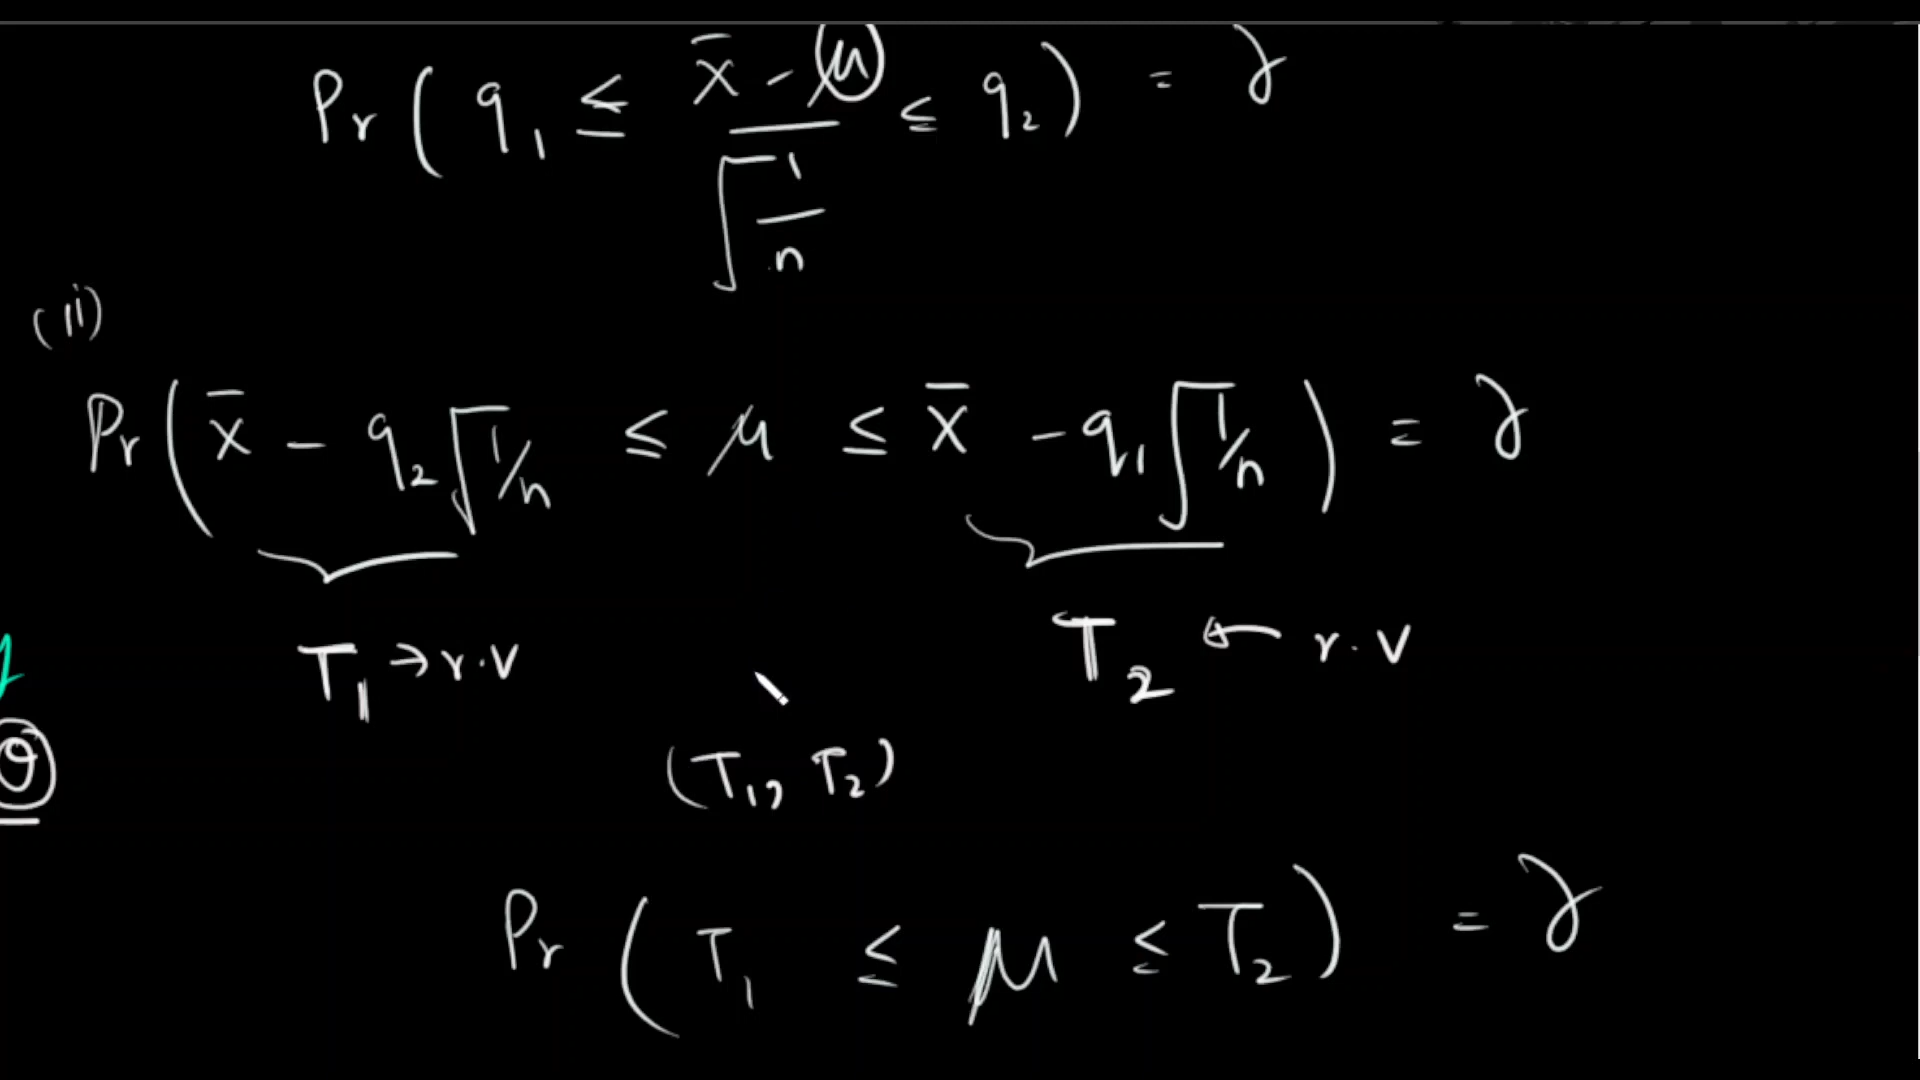 Pr ( q₁ ≤ (x̄ - μ) / √(1/n) ≤ q₂ ) = γ
(ii)
Pr ( x̄ - q₂ √(1/n) ≤ μ ≤ x̄ - q₁ √(1/n) ) = γ
T₁ → r.v T₂ ← r.v
θ
(T₁, T₂)
Pr ( T₁ ≤ μ ≤ T₂ ) = γ